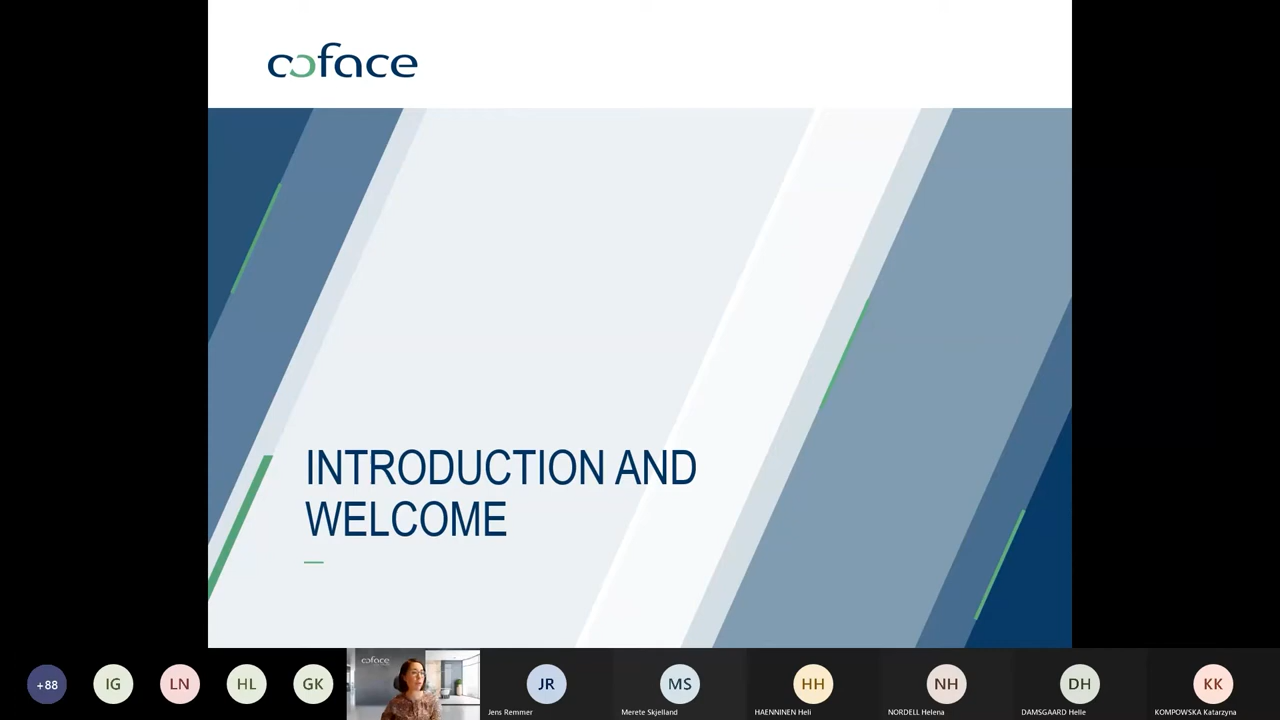 coface
INTRODUCTION AND
WELCOME
+88
IG
LN
HL
GK
coface
JR
MS
HH
NH
DH
KK
Jens Remmer
Merete Skjelland
HAENNINEN Heli
NORDELL Helena
DAMSGAARD Helle
KOMPOWSKA Katarzyna